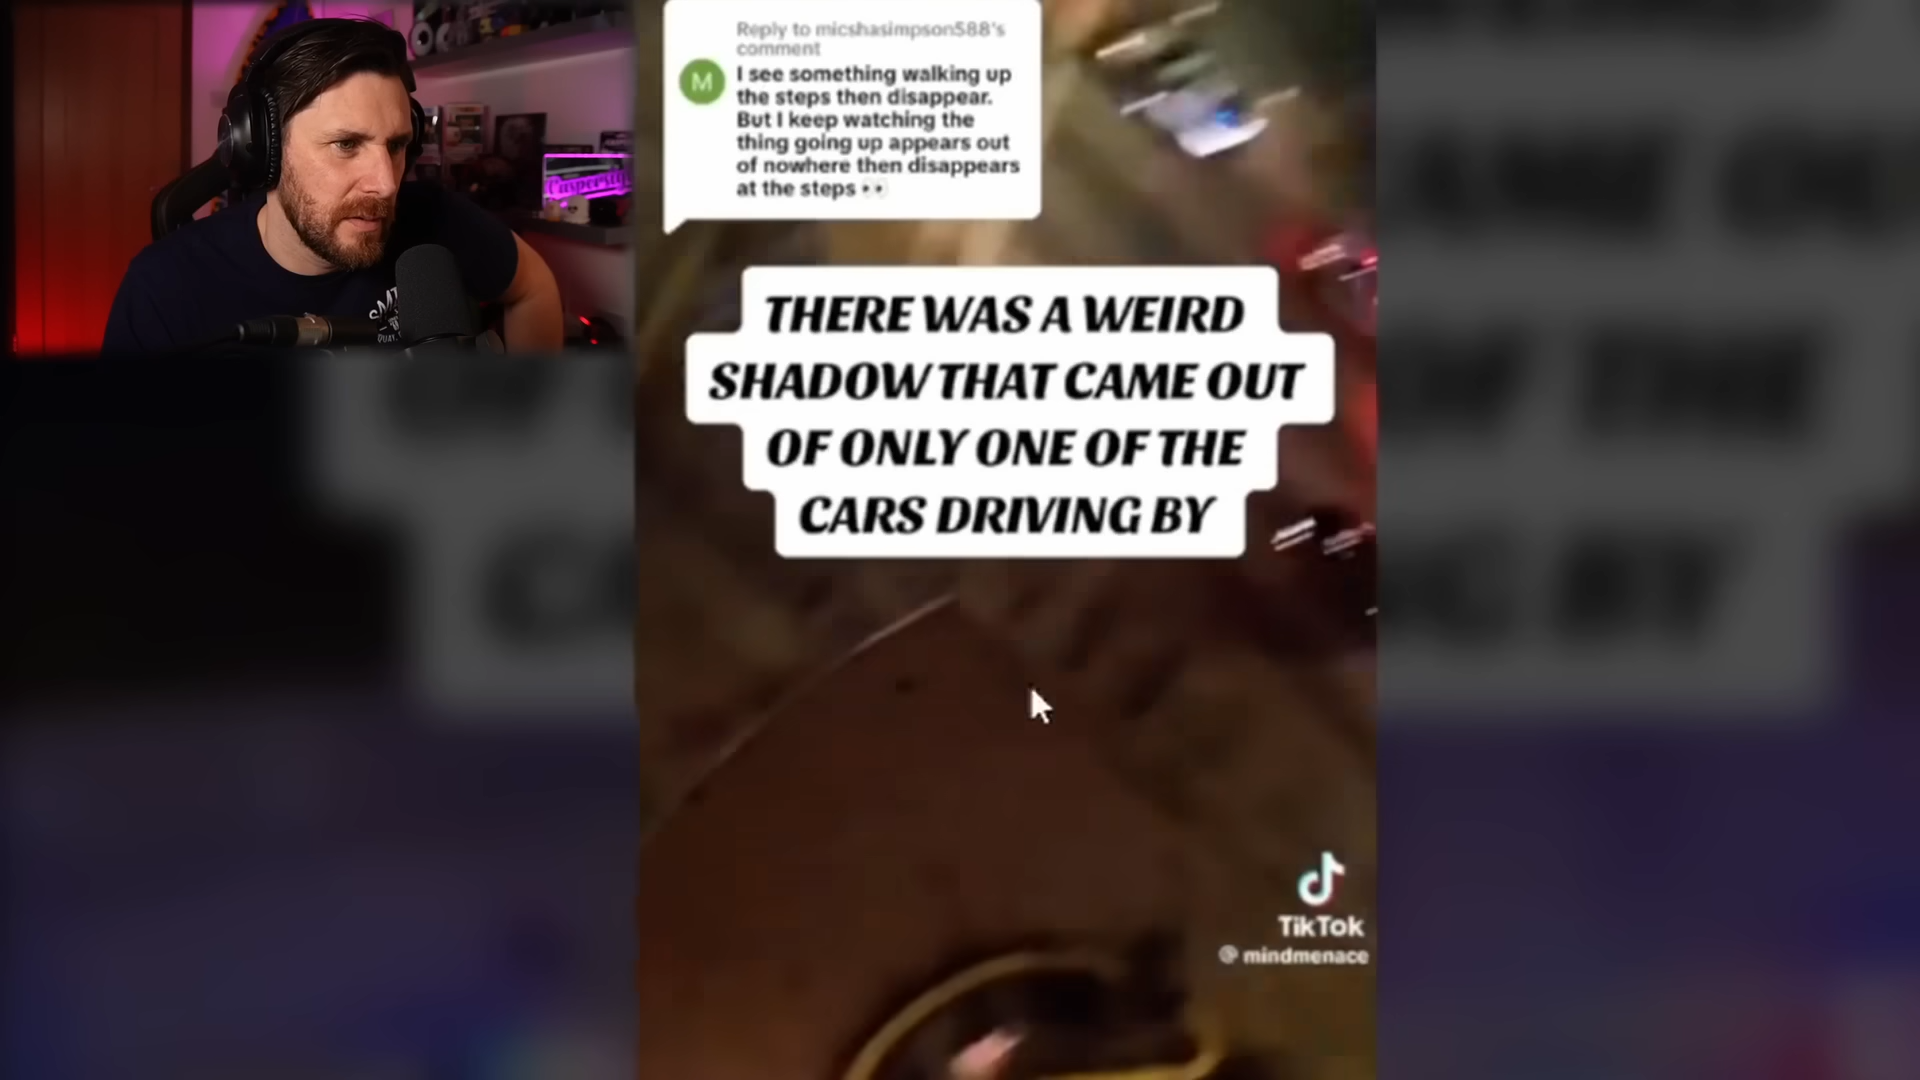 Reply to micshasimpson588's
comment
M
I see something walking up
the steps then disappear.
But I keep watching the
thing going up appears out
of nowhere then disappears
at the steps 👀
THERE WAS A WEIRD
SHADOW THAT CAME OUT
OF ONLY ONE OF THE
CARS DRIVING BY
TikTok
@mindmenace